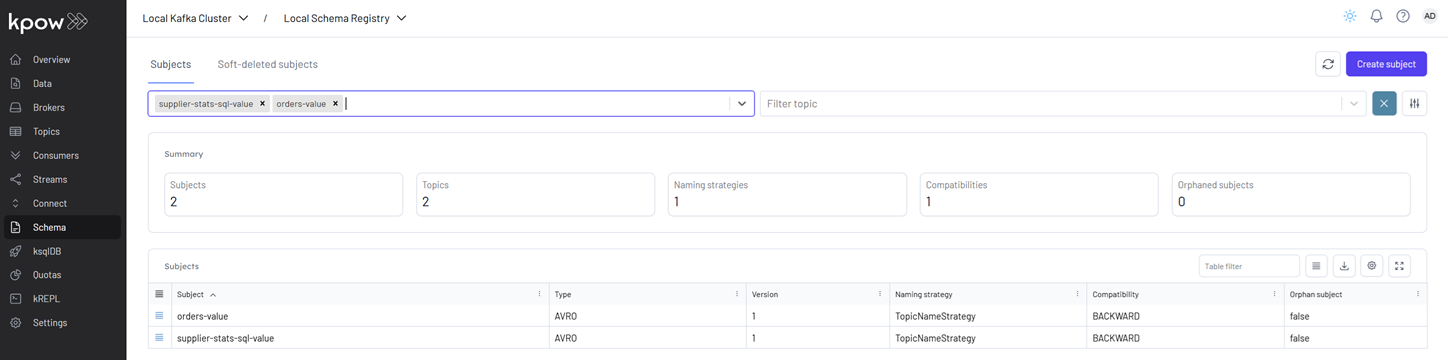 kpow
Local Kafka Cluster / Local Schema Registry AD
Overview
Data
Brokers
Topics
Consumers
Streams
Connect
Schema
ksqlDB
Quotas
kREPL
Settings
Subjects Soft-deleted subjects Create subject
supplier-stats-sql-value × orders-value × Filter topic
Summary
Subjects
2
Topics
2
Naming strategies
1
Compatibilities
1
Orphaned subjects
0
Subjects Table filter
Subject Type Version Naming strategy Compatibility Orphan subject
orders-value AVRO 1 TopicNameStrategy BACKWARD false
supplier-stats-sql-value AVRO 1 TopicNameStrategy BACKWARD false